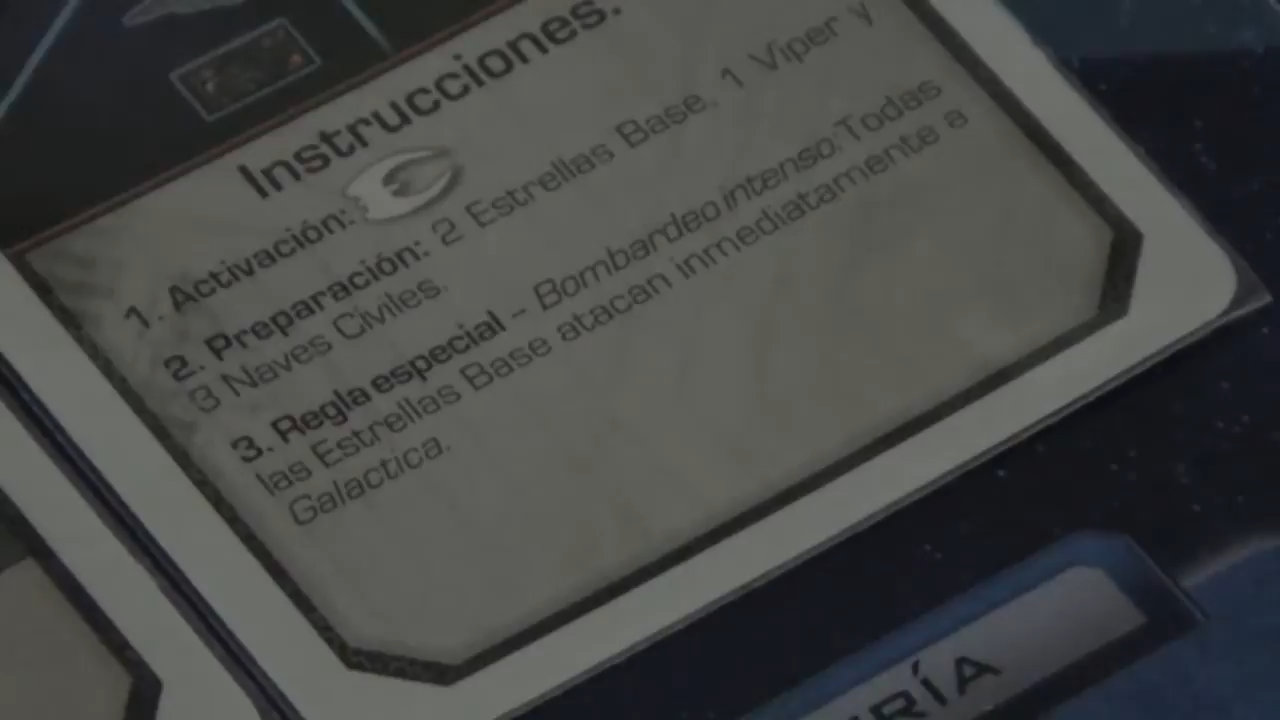 Instrucciones.
1. Activación:
2. Preparación: 2 Estrellas Base, 1 Viper y
3 Naves Civiles.
3. Regla especial – Bombardeo intenso: Todas
las Estrellas Base atacan inmediatamente a
Galactica.
RÍA